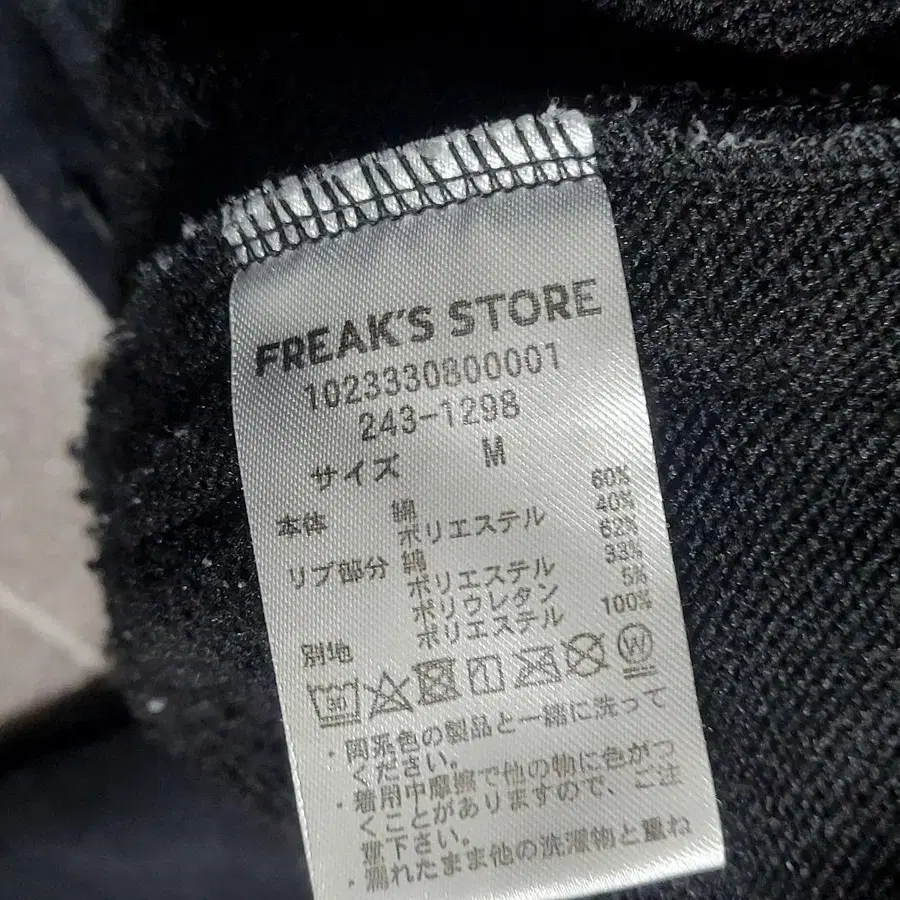 FREAK'S STORE
1023330800001
243-1298
サイズ M
本体 綿 60%
ポリエステル 40%
リブ部分 綿 62%
ポリエステル 33%
ポリウレタン 5%
別地 ポリエステル 100%
30 W
・同系色の製品と一緒に洗って
ください。
・着用中摩擦で他の物に色がつ
くことがありますので、ご注
意下さい。
・濡れたまま他の洗濯物と重ね